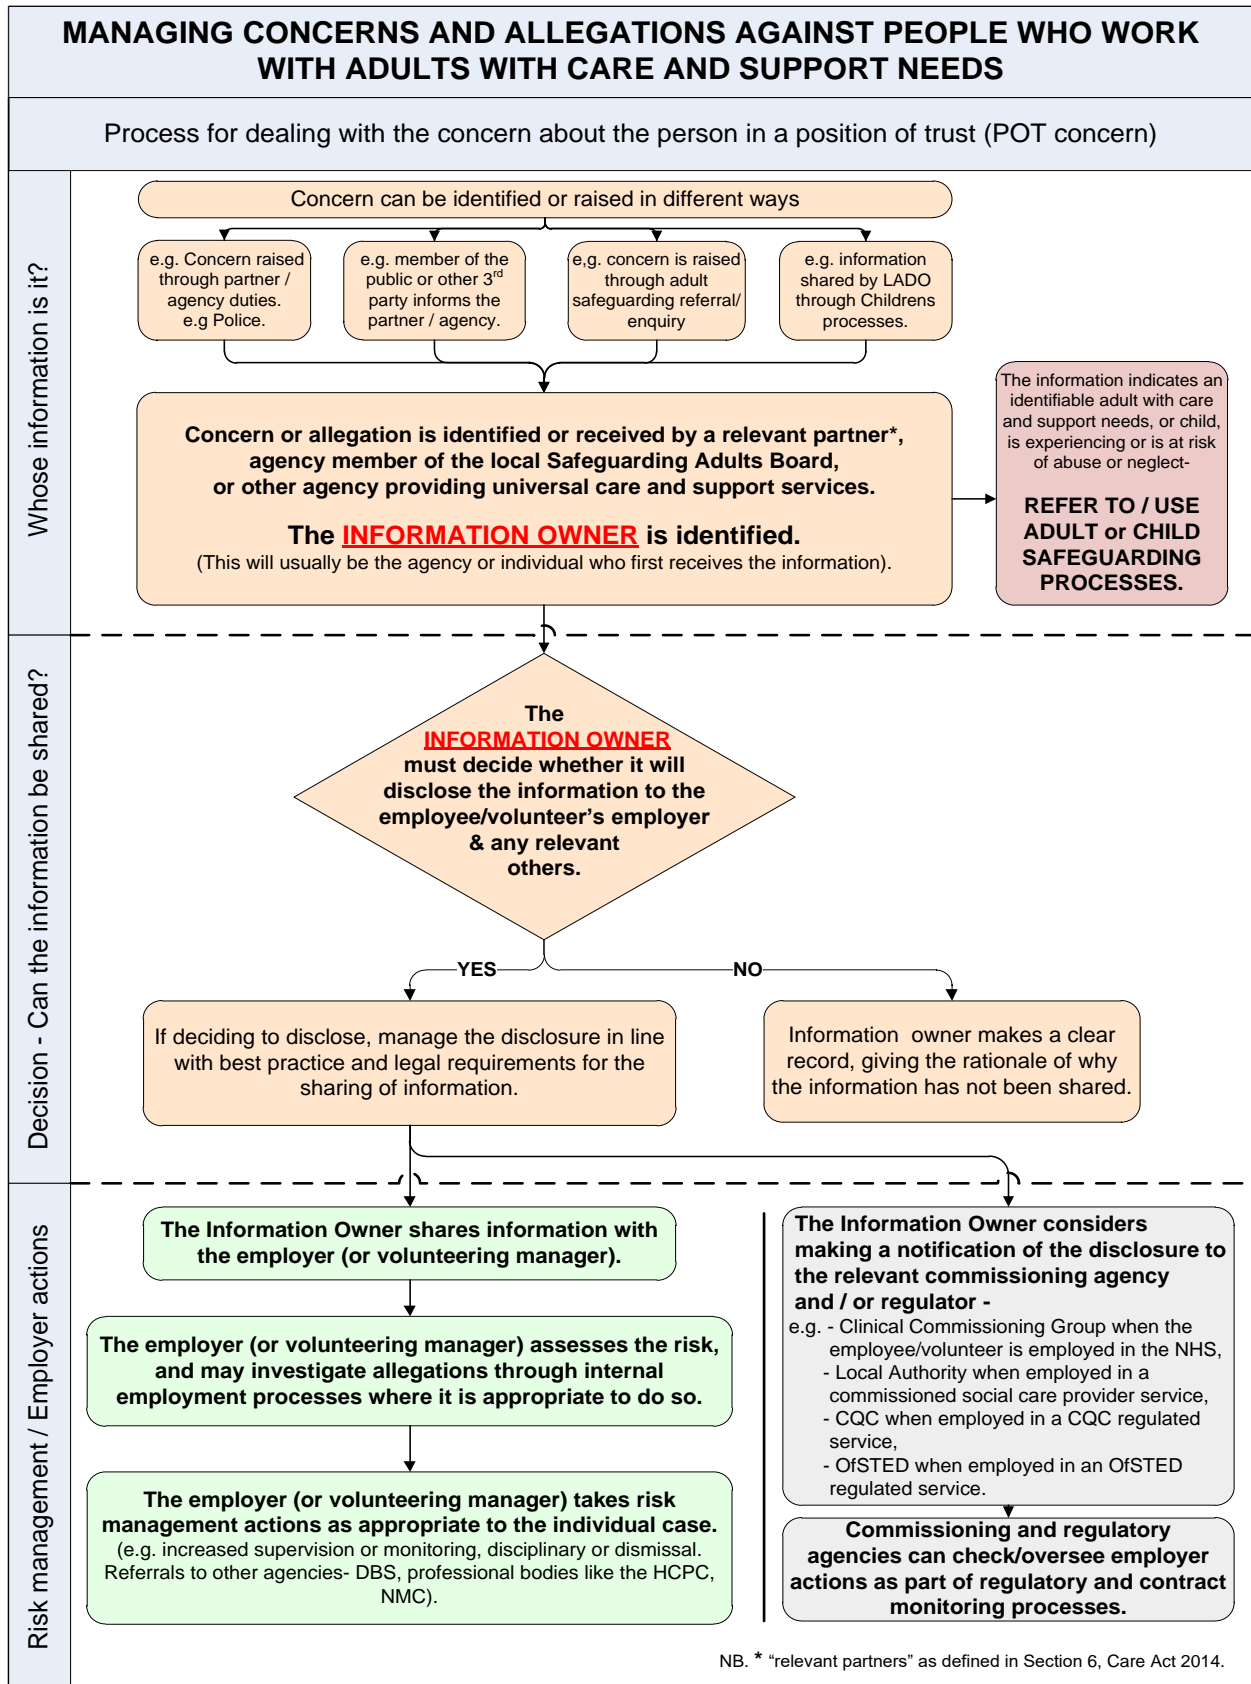 MANAGING CONCERNS AND ALLEGATIONS AGAINST PEOPLE WHO WORK
WITH ADULTS WITH CARE AND SUPPORT NEEDS
Process for dealing with the concern about the person in a position of trust (POT concern)
Whose information is it?
Concern can be identified or raised in different ways
e.g. Concern raised
through partner /
agency duties.
e.g Police.
e.g. member of the
public or other 3rd
party informs the
partner / agency.
e,g. concern is raised
through adult
safeguarding referral/
enquiry
e.g. information
shared by LADO
through Childrens
processes.
Concern or allegation is identified or received by a relevant partner*,
agency member of the local Safeguarding Adults Board,
or other agency providing universal care and support services.
The INFORMATION OWNER is identified.
(This will usually be the agency or individual who first receives the information).
The information indicates an
identifiable adult with care
and support needs, or child,
is experiencing or is at risk
of abuse or neglect-
REFER TO / USE
ADULT or CHILD
SAFEGUARDING
PROCESSES.
Decision - Can the information be shared?
The
INFORMATION OWNER
must decide whether it will
disclose the information to the
employee/volunteer's employer
& any relevant
others.
YES
NO
If deciding to disclose, manage the disclosure in line
with best practice and legal requirements for the
sharing of information.
Information owner makes a clear
record, giving the rationale of why
the information has not been shared.
Risk management / Employer actions
The Information Owner shares information with
the employer (or volunteering manager).
The employer (or volunteering manager) assesses the risk,
and may investigate allegations through internal
employment processes where it is appropriate to do so.
The employer (or volunteering manager) takes risk
management actions as appropriate to the individual case.
(e.g. increased supervision or monitoring, disciplinary or dismissal.
Referrals to other agencies- DBS, professional bodies like the HCPC,
NMC).
The Information Owner considers
making a notification of the disclosure to
the relevant commissioning agency
and / or regulator -
e.g. - Clinical Commissioning Group when the
employee/volunteer is employed in the NHS,
- Local Authority when employed in a
commissioned social care provider service,
- CQC when employed in a CQC regulated
service,
- OfSTED when employed in an OfSTED
regulated service.
Commissioning and regulatory
agencies can check/oversee employer
actions as part of regulatory and contract
monitoring processes.
NB. * “relevant partners” as defined in Section 6, Care Act 2014.